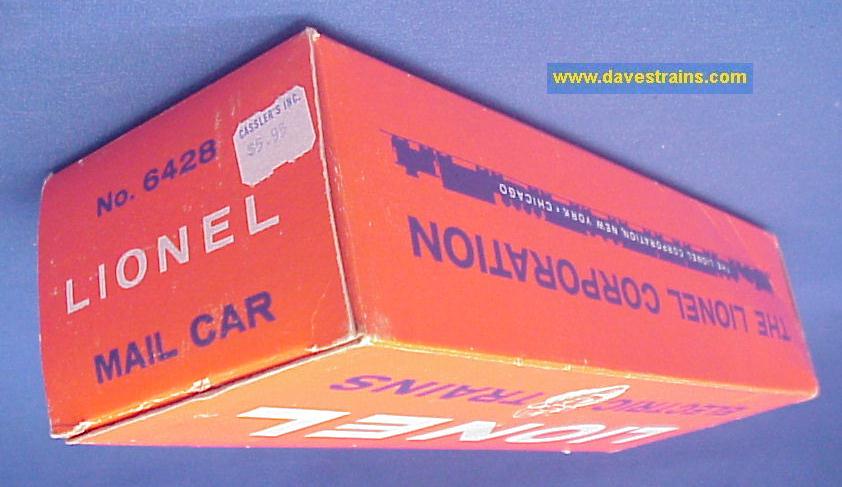 www.davestrains.com
CASSLER'S INC.
$5.95
No. 6428
LIONEL
MAIL CAR
THE LIONEL CORPORATION, NEW YORK • CHICAGO
THE LIONEL CORPORATION
ELECTRIC TRAINS
LIONEL